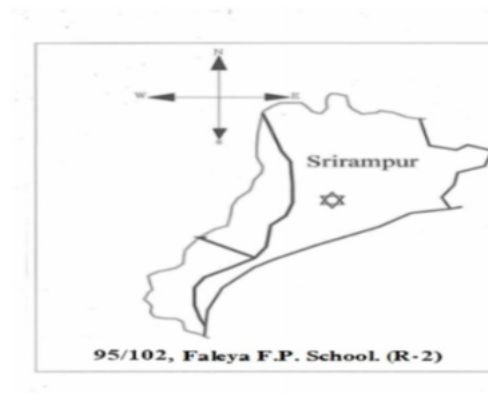 N
W E
Srirampur
95/102, Faleya F.P. School. (R-2)